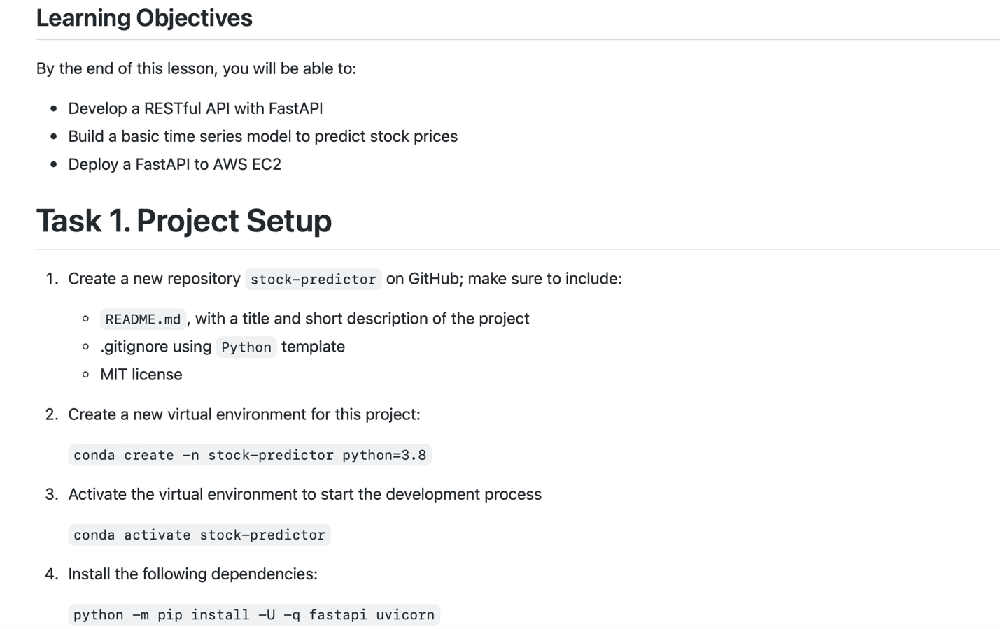 Learning Objectives
By the end of this lesson, you will be able to:
• Develop a RESTful API with FastAPI
• Build a basic time series model to predict stock prices
• Deploy a FastAPI to AWS EC2
Task 1. Project Setup
1. Create a new repository stock-predictor on GitHub; make sure to include:
◦ README.md , with a title and short description of the project
◦ .gitignore using Python template
◦ MIT license
2. Create a new virtual environment for this project:
conda create -n stock-predictor python=3.8
3. Activate the virtual environment to start the development process
conda activate stock-predictor
4. Install the following dependencies:
python -m pip install -U -q fastapi uvicorn